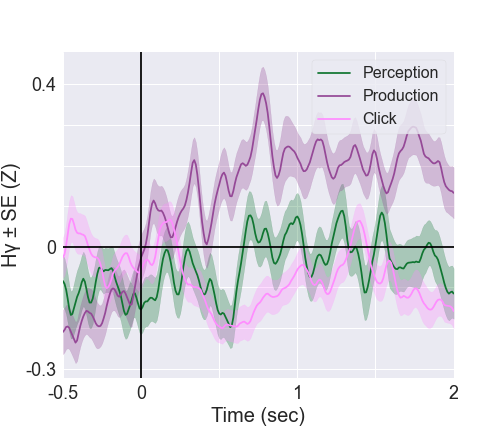 Perception
Production
Click
Hγ ± SE (Z)
0.4
0
-0.3
-0.5 0 1 2
Time (sec)